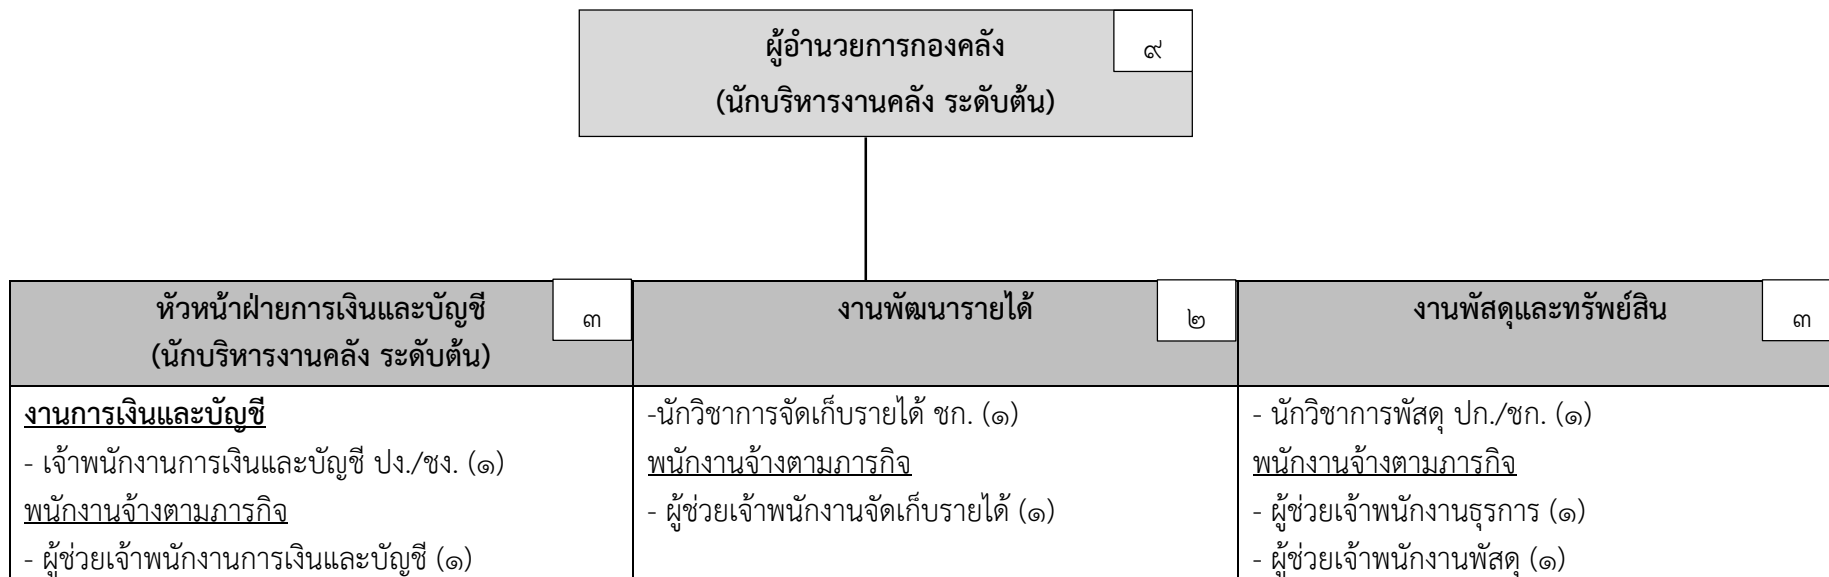 ผู้อำนวยการกองคลัง
(นักบริหารงานคลัง ระดับต้น)
๙
หัวหน้าฝ่ายการเงินและบัญชี
(นักบริหารงานคลัง ระดับต้น)
๓
งานพัฒนารายได้
๒
งานพัสดุและทรัพย์สิน
๓
งานการเงินและบัญชี
- เจ้าพนักงานการเงินและบัญชี ปง./ชง. (๑)
พนักงานจ้างตามภารกิจ
- ผู้ช่วยเจ้าพนักงานการเงินและบัญชี (๑)
-นักวิชาการจัดเก็บรายได้ ชก. (๑)
พนักงานจ้างตามภารกิจ
- ผู้ช่วยเจ้าพนักงานจัดเก็บรายได้ (๑)
- นักวิชาการพัสดุ ปก./ชก. (๑)
พนักงานจ้างตามภารกิจ
- ผู้ช่วยเจ้าพนักงานธุรการ (๑)
- ผู้ช่วยเจ้าพนักงานพัสดุ (๑)